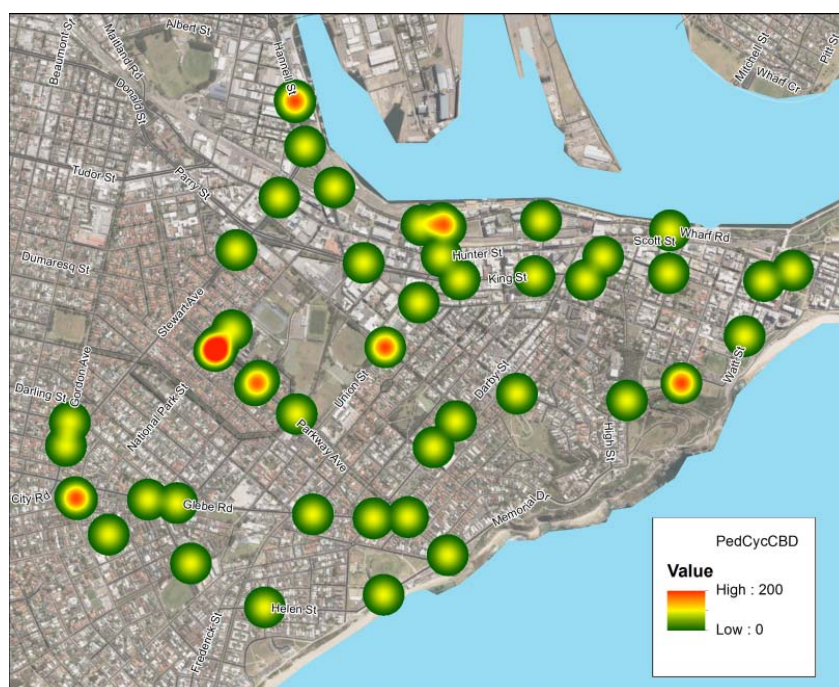 Albert St
Beaumont St
Maitland Rd
Hannell St
Mitchell St
Pitt St
Wharf Cr
Donald St
Parry St
Tudor St
Wharf Rd
Scott St
Hunter St
King St
Dumaresq St
Stewart Ave
Gordon Ave
Watt St
Darby St
Union St
Darling St
National Park St
Parkway Ave
High St
City Rd
Glebe Rd
Memorial Dr
PedCycCBD
Value
High : 200
Low : 0
Helen St
Frederick St